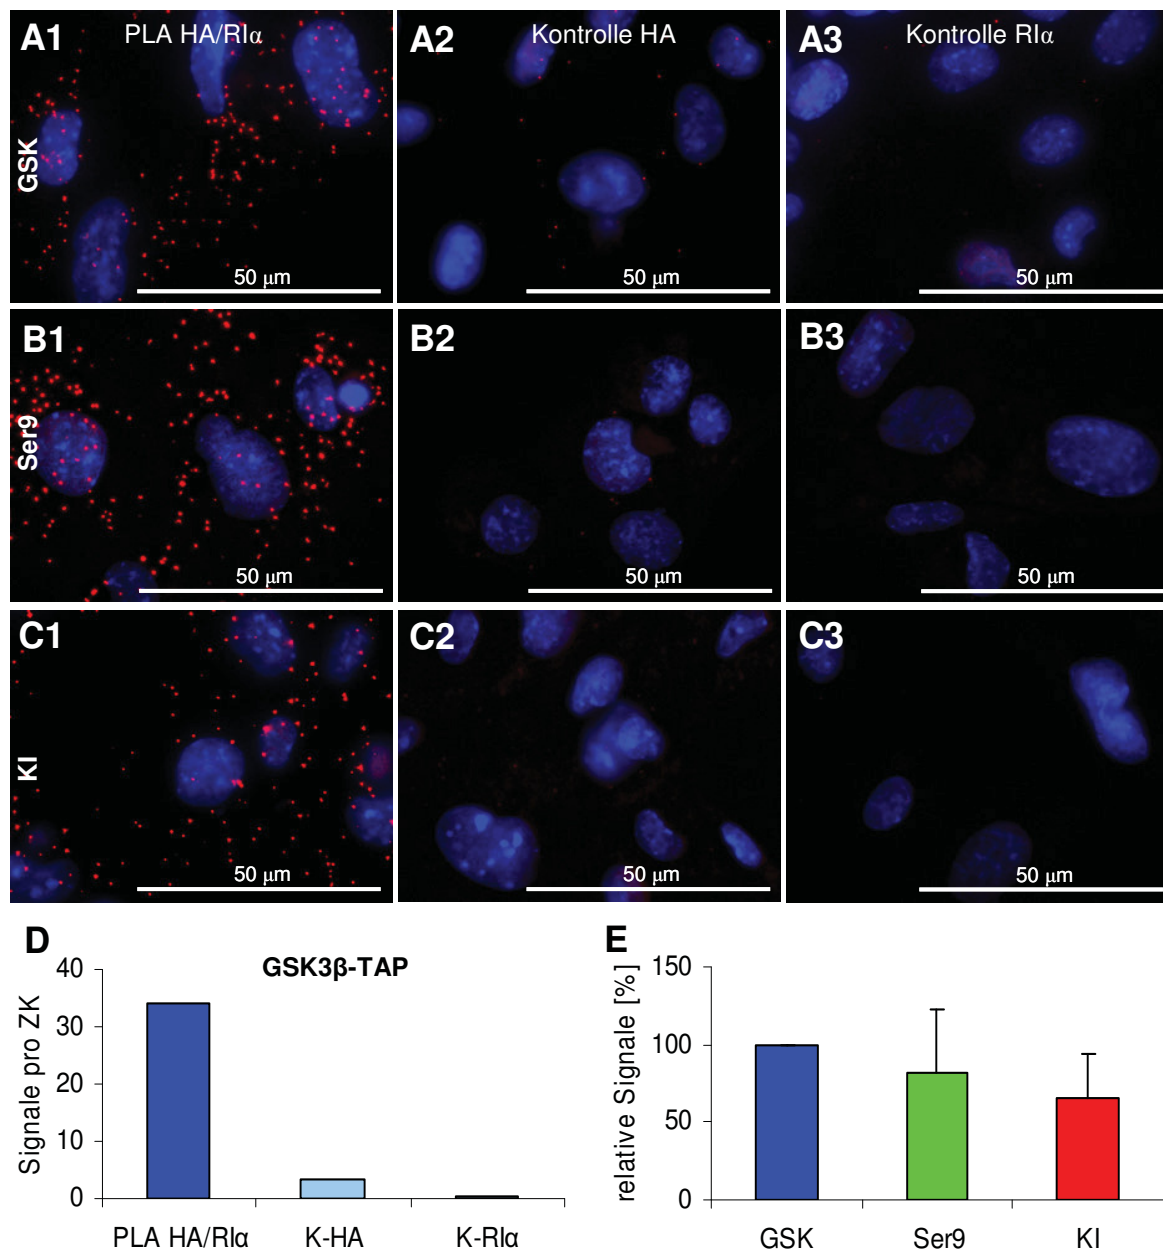 A1 PLA HA/RIα
A2 Kontrolle HA
A3 Kontrolle RIα
GSK
50 µm
50 µm
50 µm
B1
B2
B3
Ser9
50 µm
50 µm
50 µm
C1
C2
C3
KI
50 µm
50 µm
50 µm
D
GSK3β-TAP
Signale pro ZK
40
30
20
10
0
PLA HA/RIα
K-HA
K-RIα
E
relative Signale [%]
150
100
50
0
GSK
Ser9
KI